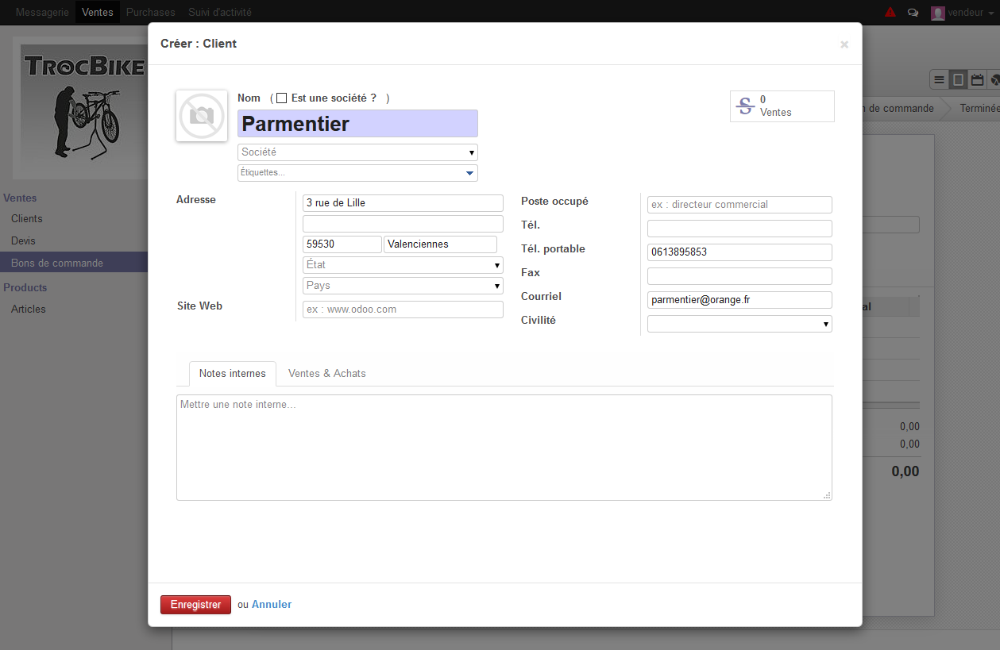 Messagerie Ventes Purchases Suivi d'activité vendeur
Créer : Client ×
TROCBIKE
Nom ( Est une société ? )
0
Ventes
Parmentier
Société
Étiquettes...
n de commande Terminée
Ventes
Clients
Devis
Bons de commande
Products
Articles
Adresse 3 rue de Lille
59530 Valenciennes
État
Pays
Site Web ex : www.odoo.com
Poste occupé ex : directeur commercial
Tél.
Tél. portable 0613895853
Fax
Courriel parmentier@orange.fr
Civilité
al
Notes internes Ventes & Achats
Mettre une note interne...
0,00
0,00
0,00
Enregistrer ou Annuler